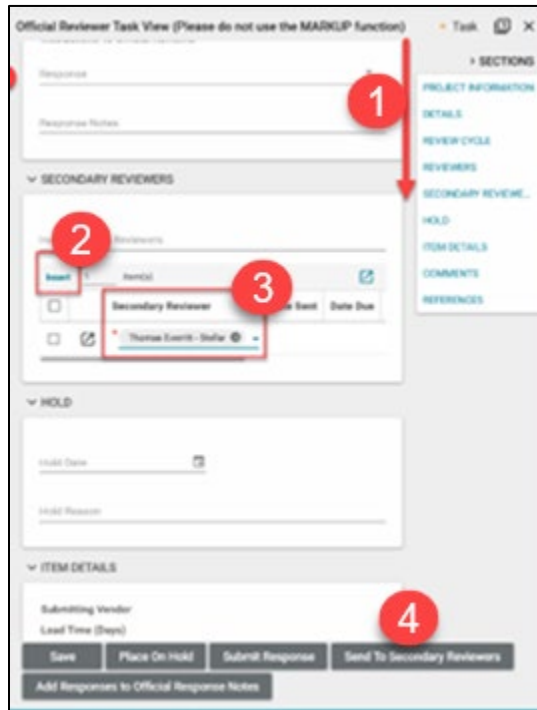 Official Reviewer Task View (Please do not use the MARKUP function)
Task
SECTIONS
Response
PROJECT INFORMATION
1
Response Notes
DETAILS
REVIEW CYCLE
REVIEWERS
SECONDARY REVIEWERS
SECONDARY REVIEWE...
HOLD
ITEM DETAILS
2
Reviewers
COMMENTS
Insert 1 item(s)
3
REFERENCES
Secondary Reviewer Sent Date Due
* Thomas Everitt - Stellar
HOLD
Hold Date
Hold Reason
ITEM DETAILS
Submitting Vendor
4
Lead Time (Days)
Save Place On Hold Submit Response Send To Secondary Reviewers
Add Responses to Official Response Notes